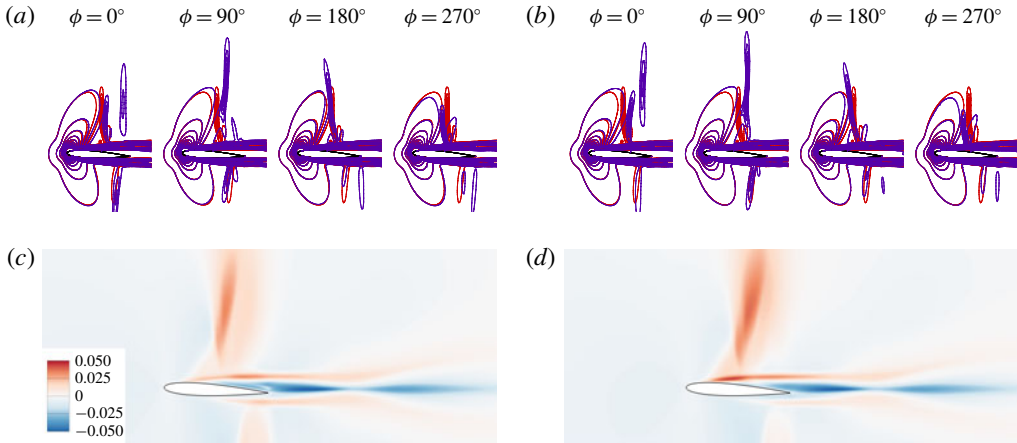 (a) ϕ = 0° ϕ = 90° ϕ = 180° ϕ = 270° (b) ϕ = 0° ϕ = 90° ϕ = 180° ϕ = 270°
(c) (d)
0.050
0.025
0
−0.025
−0.050